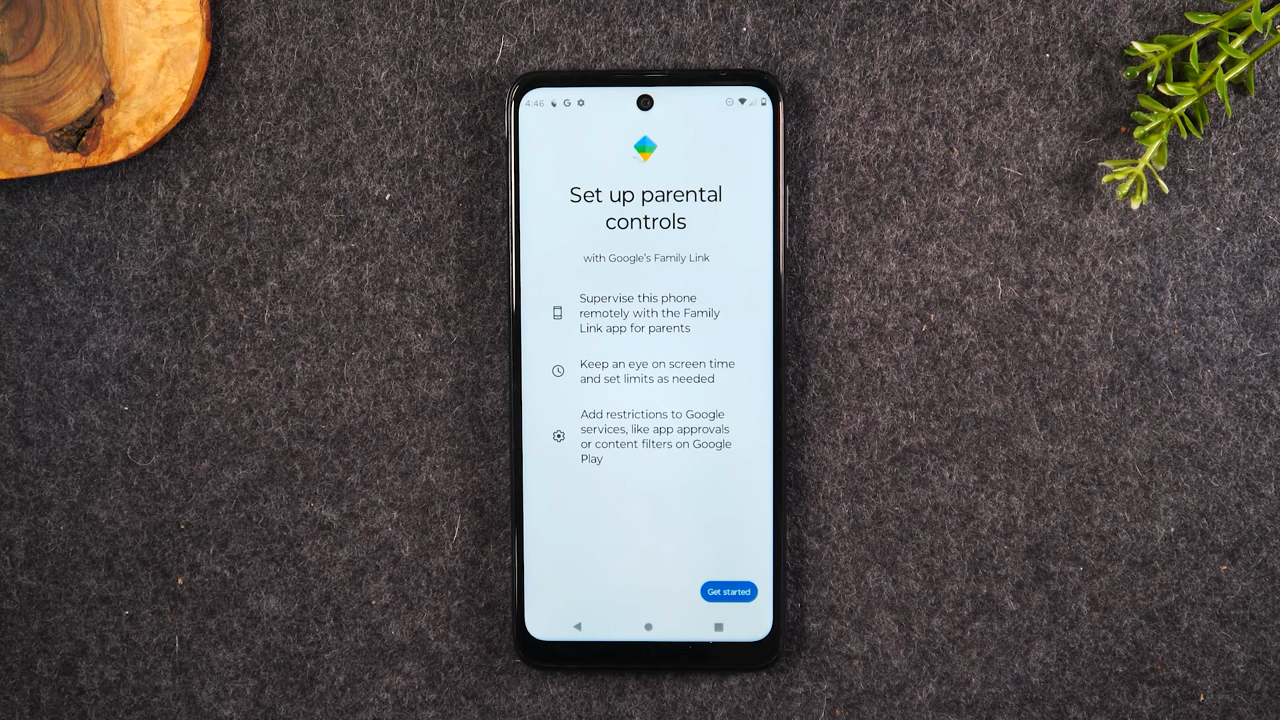 4:46 G
Set up parental
controls
with Google's Family Link
Supervise this phone
remotely with the Family
Link app for parents
Keep an eye on screen time
and set limits as needed
Add restrictions to Google
services, like app approvals
or content filters on Google
Play
Get started